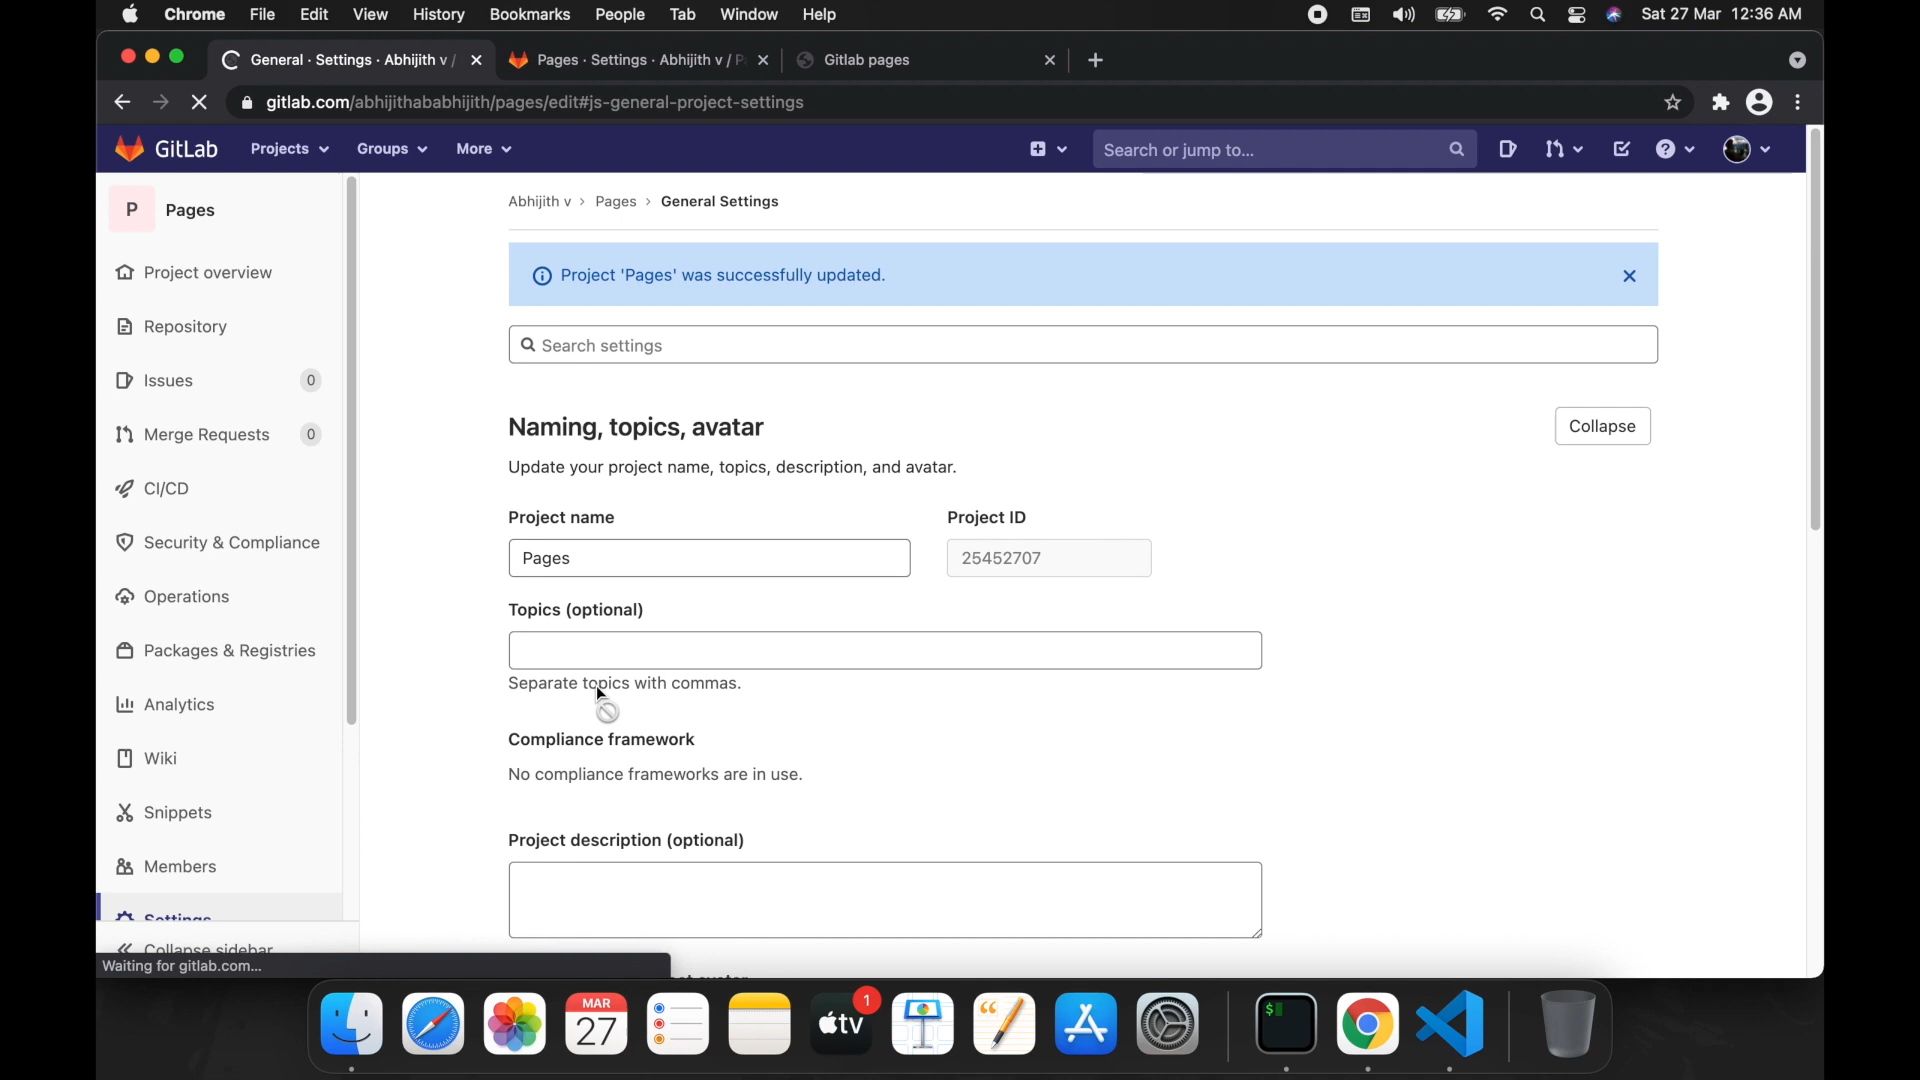 Chrome File Edit View History Bookmarks People Tab Window Help Sat 27 Mar 12:36 AM
General · Settings · Abhijith v / Pages · Settings · Abhijith v / P Gitlab pages
gitlab.com/abhijithababhijith/pages/edit#js-general-project-settings
GitLab Projects Groups More Search or jump to...
P Pages
Abhijith v > Pages > General Settings
Project 'Pages' was successfully updated.
Project overview
Search settings
Repository
Issues 0
Naming, topics, avatar Collapse
Merge Requests 0
Update your project name, topics, description, and avatar.
CI/CD
Project name Project ID
Security & Compliance
Pages 25452707
Operations
Topics (optional)
Packages & Registries
Separate topics with commas.
Analytics
Compliance framework
Wiki
No compliance frameworks are in use.
Snippets
Project description (optional)
Members
Settings
Collapse sidebar
Waiting for gitlab.com...
MAR
27
tv
1
$